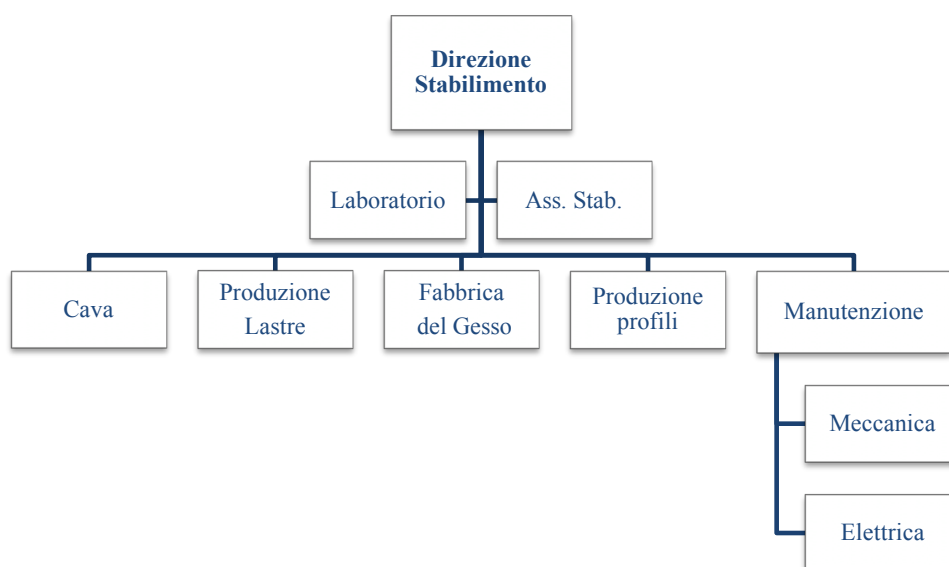 Direzione
Stabilimento
Laboratorio
Ass. Stab.
Cava
Produzione
Lastre
Fabbrica
del Gesso
Produzione
profili
Manutenzione
Meccanica
Elettrica